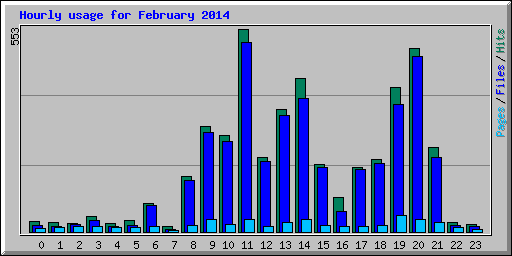 Hourly usage for February 2014
553
Pages / Files / Hits
0 1 2 3 4 5 6 7 8 9 10 11 12 13 14 15 16 17 18 19 20 21 22 23